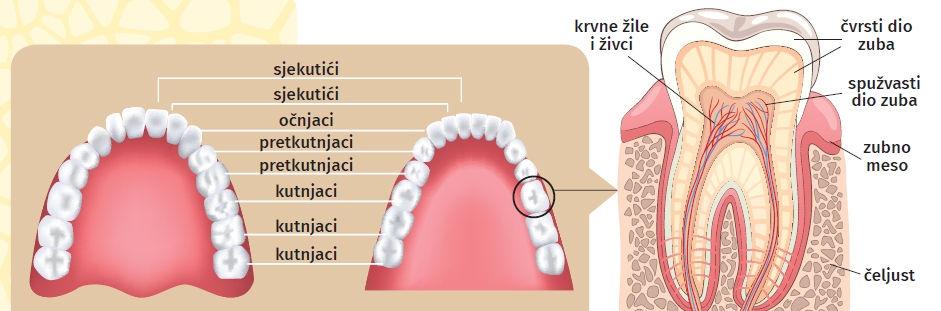 sjekutići
sjekutići
očnjaci
pretkutnjaci
pretkutnjaci
kutnjaci
kutnjaci
kutnjaci
krvne žile
i živci
čvrsti dio
zuba
spužvasti
dio zuba
zubno
meso
čeljust